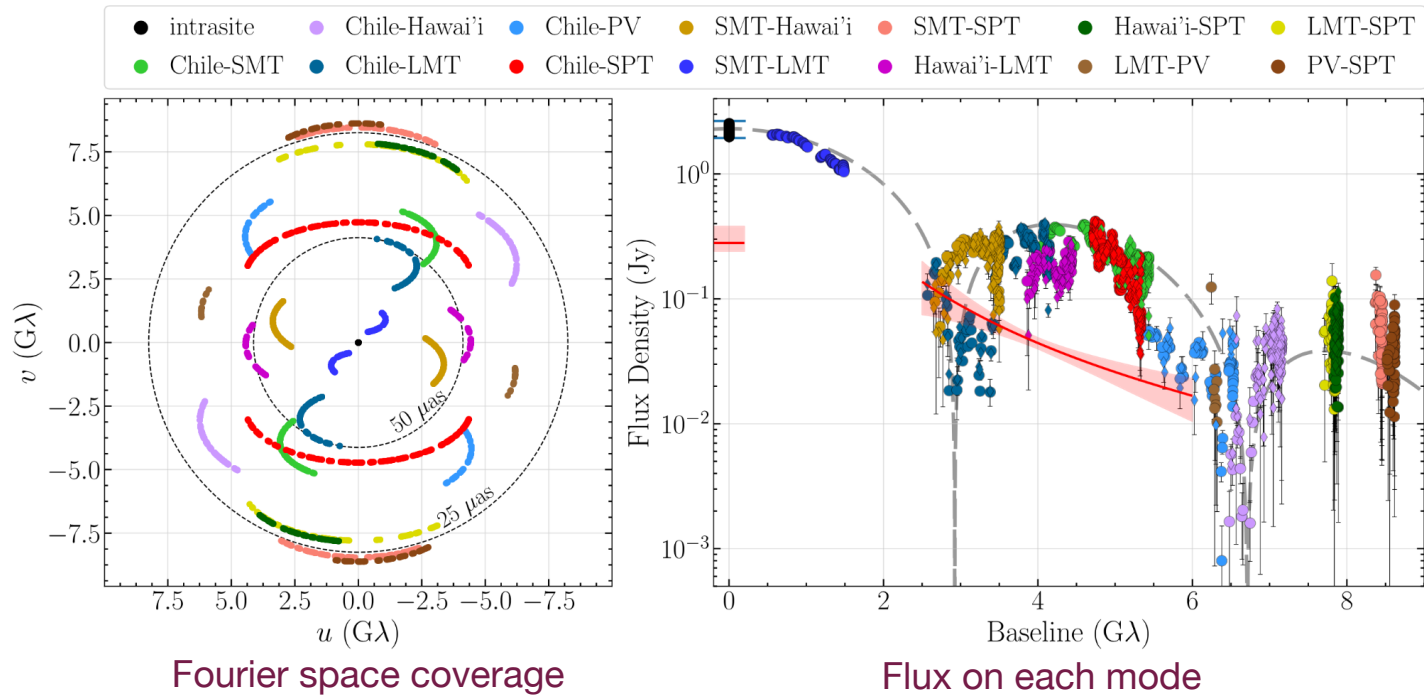 intrasite Chile-Hawai'i Chile-PV SMT-Hawai'i SMT-SPT Hawai'i-SPT LMT-SPT
Chile-SMT Chile-LMT Chile-SPT SMT-LMT Hawai'i-LMT LMT-PV PV-SPT
7.5
5.0
2.5
0.0
−2.5
−5.0
−7.5
v (Gλ)
50 μas
25 μas
7.5 5.0 2.5 0.0 −2.5 −5.0 −7.5
u (Gλ)
Fourier space coverage
10⁰
10⁻¹
10⁻²
10⁻³
Flux Density (Jy)
0 2 4 6 8
Baseline (Gλ)
Flux on each mode